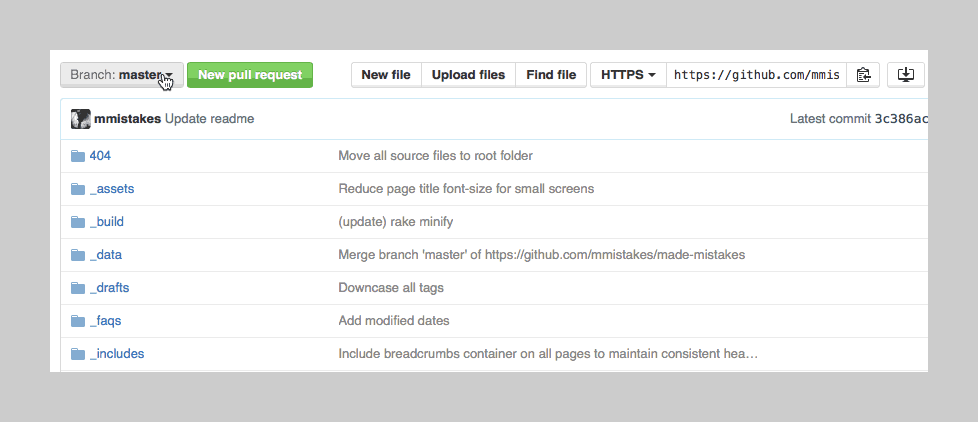 Branch: master New pull request New file Upload files Find file HTTPS https://github.com/mmis
mmistakes Update readme Latest commit 3c386ac
404 Move all source files to root folder
_assets Reduce page title font-size for small screens
_build (update) rake minify
_data Merge branch 'master' of https://github.com/mmistakes/made-mistakes
_drafts Downcase all tags
_faqs Add modified dates
_includes Include breadcrumbs container on all pages to maintain consistent hea…